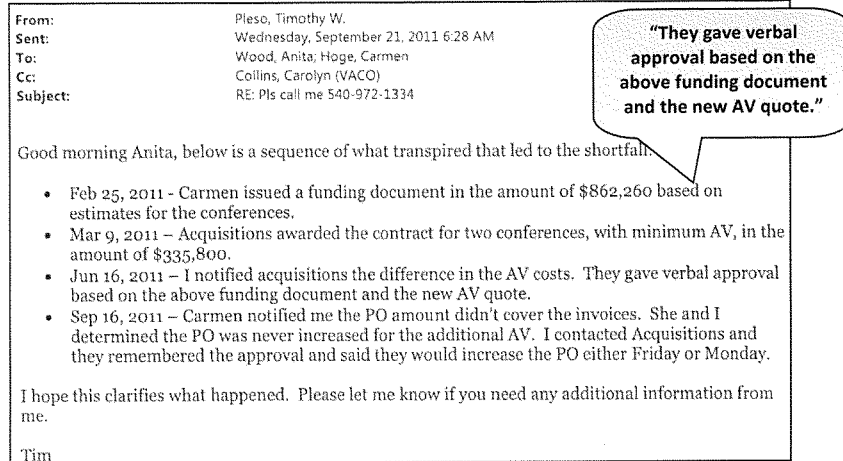 From: Pleso, Timothy W.
Sent: Wednesday, September 21, 2011 6:28 AM
To: Wood, Anita; Hoge, Carmen
Cc: Collins, Carolyn (VACO)
Subject: RE: Pls call me 540-972-1334
"They gave verbal
approval based on the
above funding document
and the new AV quote."
Good morning Anita, below is a sequence of what transpired that led to the shortfall.
• Feb 25, 2011 - Carmen issued a funding document in the amount of $862,260 based on
estimates for the conferences.
• Mar 9, 2011 – Acquisitions awarded the contract for two conferences, with minimum AV, in the
amount of $335,800.
• Jun 16, 2011 – I notified acquisitions the difference in the AV costs. They gave verbal approval
based on the above funding document and the new AV quote.
• Sep 16, 2011 – Carmen notified me the PO amount didn't cover the invoices. She and I
determined the PO was never increased for the additional AV. I contacted Acquisitions and
they remembered the approval and said they would increase the PO either Friday or Monday.
I hope this clarifies what happened. Please let me know if you need any additional information from
me.
Tim